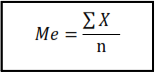 Me = ∑ X / n